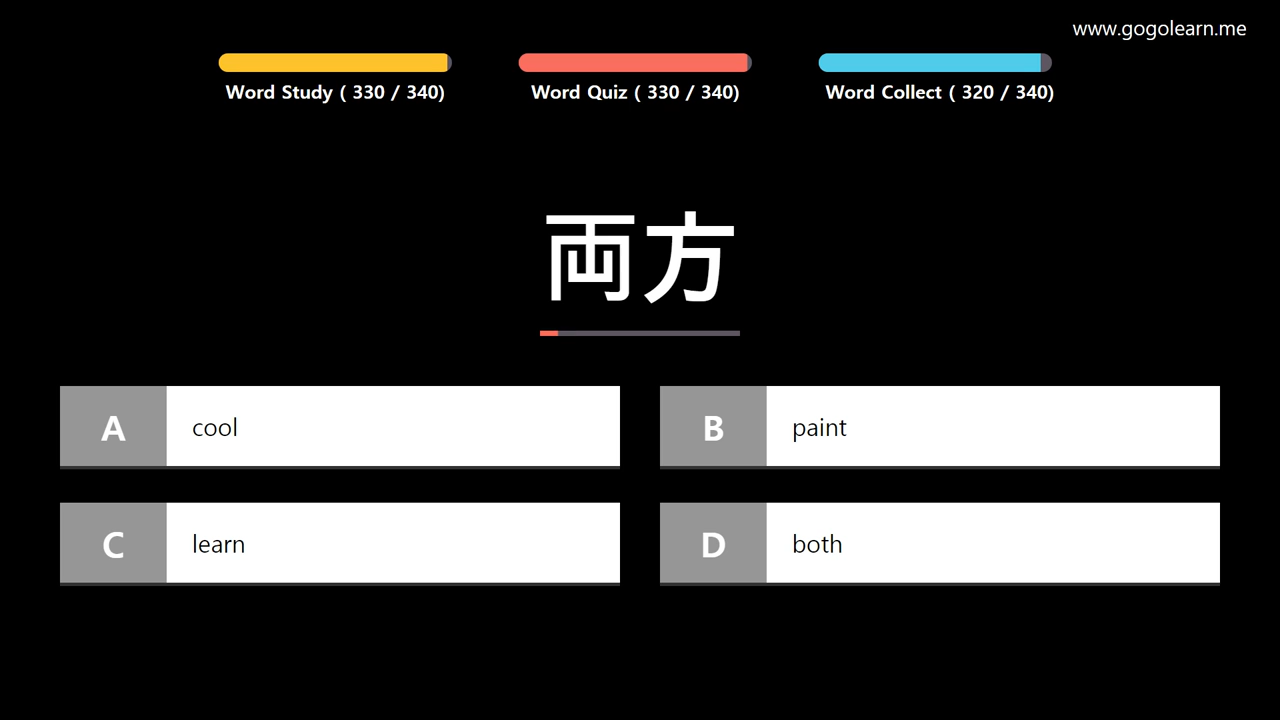 www.gogolearn.me
Word Study ( 330 / 340)
Word Quiz ( 330 / 340)
Word Collect ( 320 / 340)
両方
A cool
B paint
C learn
D both